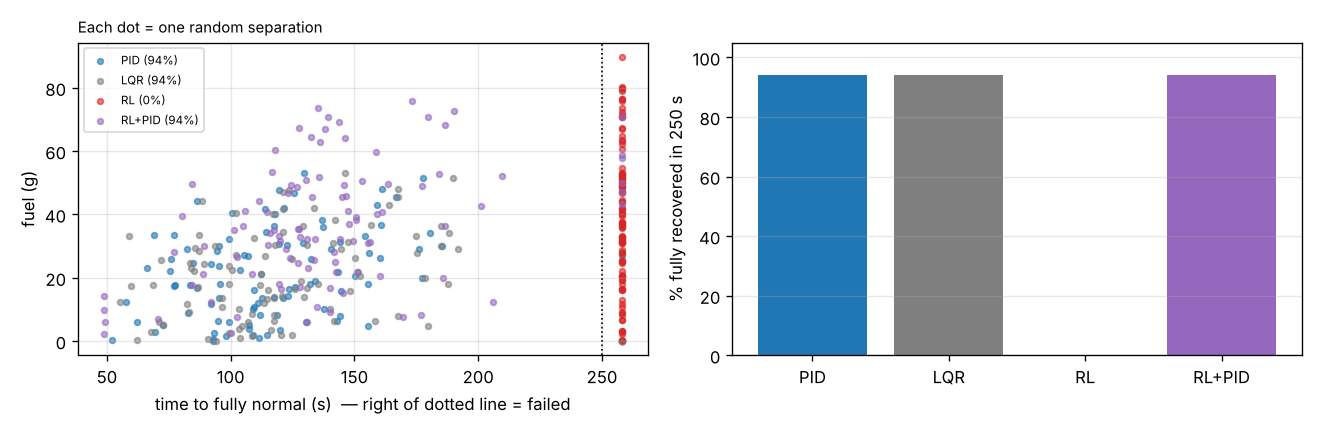 Each dot = one random separation
PID (94%)
LQR (94%)
RL (0%)
RL+PID (94%)
fuel (g)
80
60
40
20
0
50 100 150 200 250
time to fully normal (s) — right of dotted line = failed
% fully recovered in 250 s
100
80
60
40
20
0
PID LQR RL RL+PID